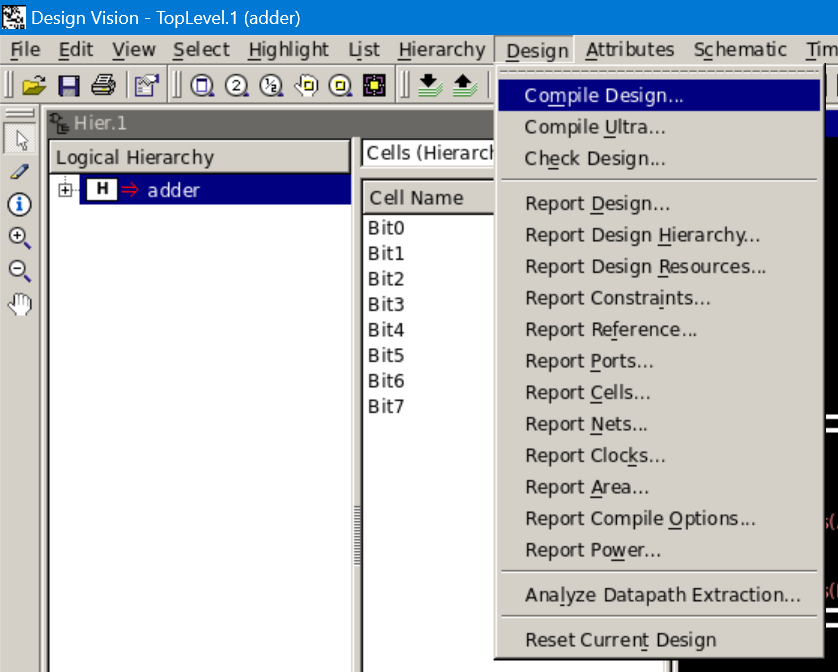 Design Vision - TopLevel.1 (adder)
File Edit View Select Highlight List Hierarchy Design Attributes Schematic
Hier.1
Logical Hierarchy
H adder
Cells (Hierarch
Cell Name
Bit0
Bit1
Bit2
Bit3
Bit4
Bit5
Bit6
Bit7
Compile Design...
Compile Ultra...
Check Design...
Report Design...
Report Design Hierarchy...
Report Design Resources...
Report Constraints...
Report Reference...
Report Ports...
Report Cells...
Report Nets...
Report Clocks...
Report Area...
Report Compile Options...
Report Power...
Analyze Datapath Extraction...
Reset Current Design